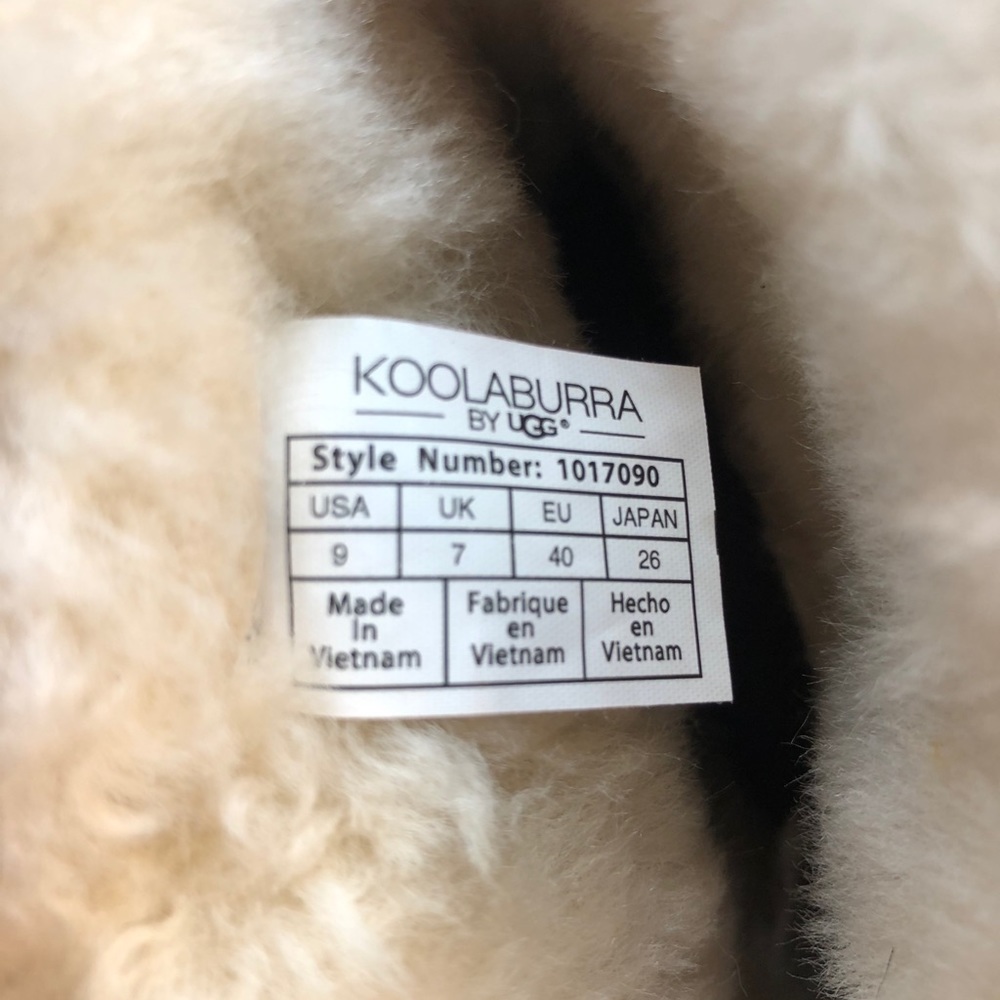 KOOLABURRA
BY UGG®
Style Number: 1017090
USA UK EU JAPAN
9 7 40 26
Made Fabrique Hecho
In en en
Vietnam Vietnam Vietnam